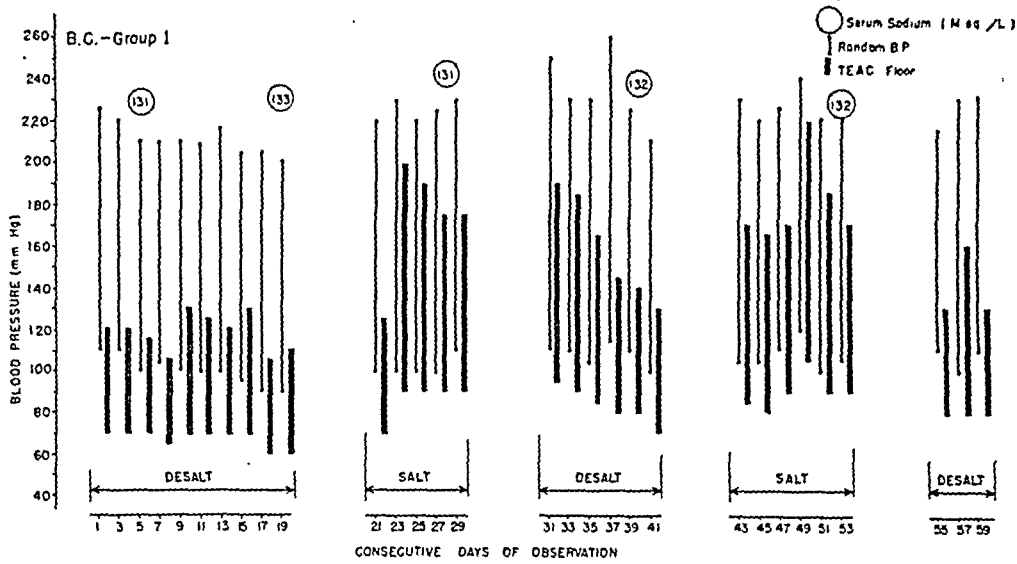 B.C.-Group 1
Serum Sodium (M eq /L)
Random B.P
TEAC Floor
BLOOD PRESSURE (mm Hg)
260
240
220
200
180
160
140
120
100
80
60
40
131
133
131
132
132
DESALT
SALT
DESALT
SALT
DESALT
1 3 5 7 9 11 13 15 17 19
21 23 25 27 29
31 33 35 37 39 41
43 45 47 49 51 53
55 57 59
CONSECUTIVE DAYS OF OBSERVATION